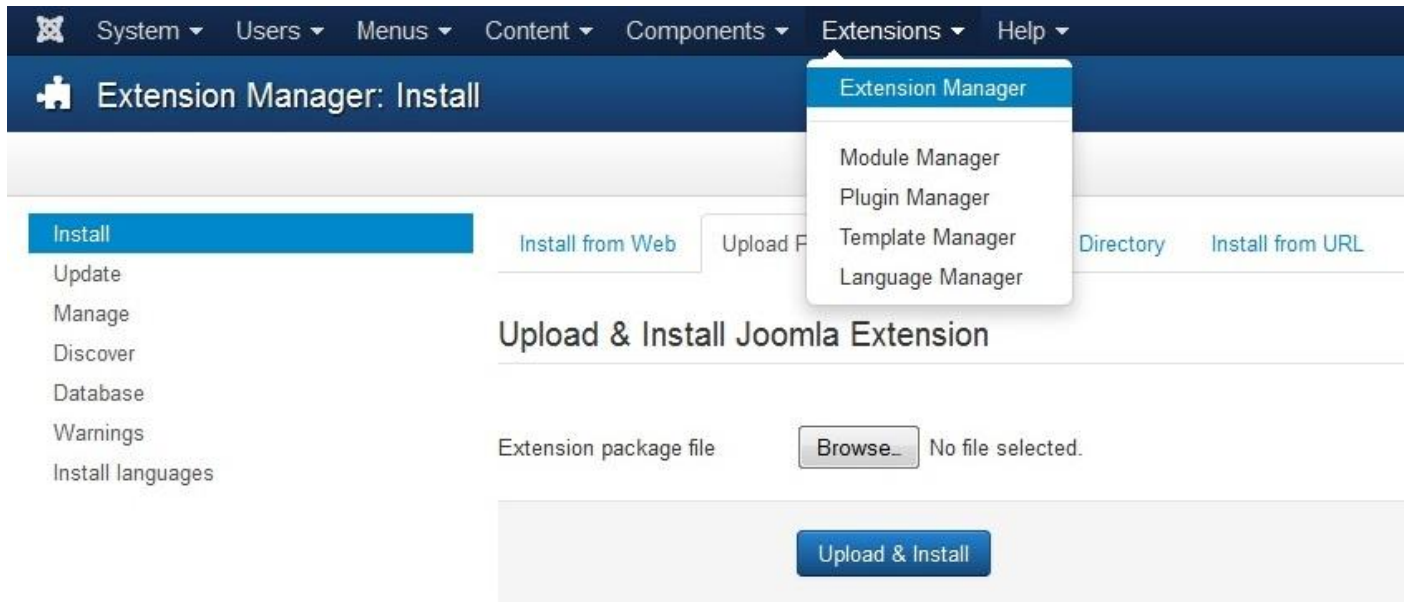 System Users Menus Content Components Extensions Help
Extension Manager: Install
Extension Manager
Module Manager
Plugin Manager
Template Manager
Language Manager
Install
Update
Manage
Discover
Database
Warnings
Install languages
Install from Web Upload Directory Install from URL
Upload & Install Joomla Extension
Extension package file Browse… No file selected.
Upload & Install